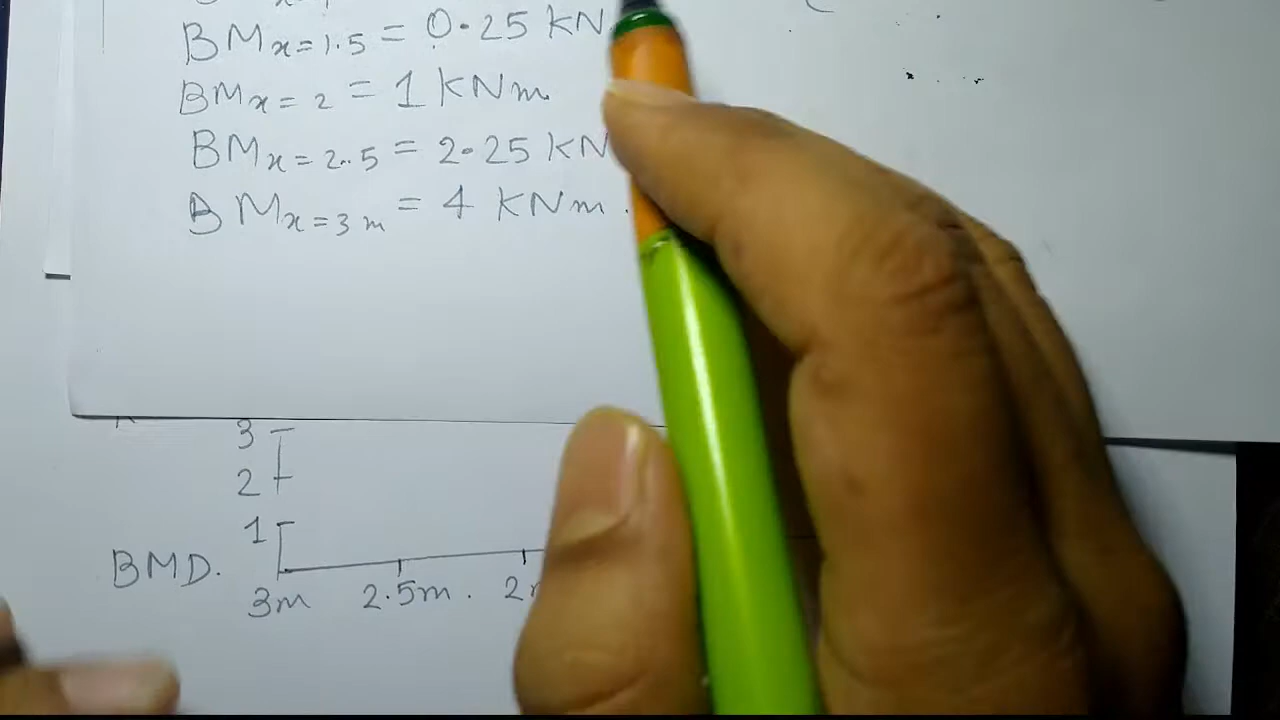 BMx=1.5 = 0.25 KN
BMx=2 = 1 KNm
BMx=2.5 = 2.25 KN
BMx=3m = 4 KNm.
3
2
1
BMD.
3m 2.5m. 2